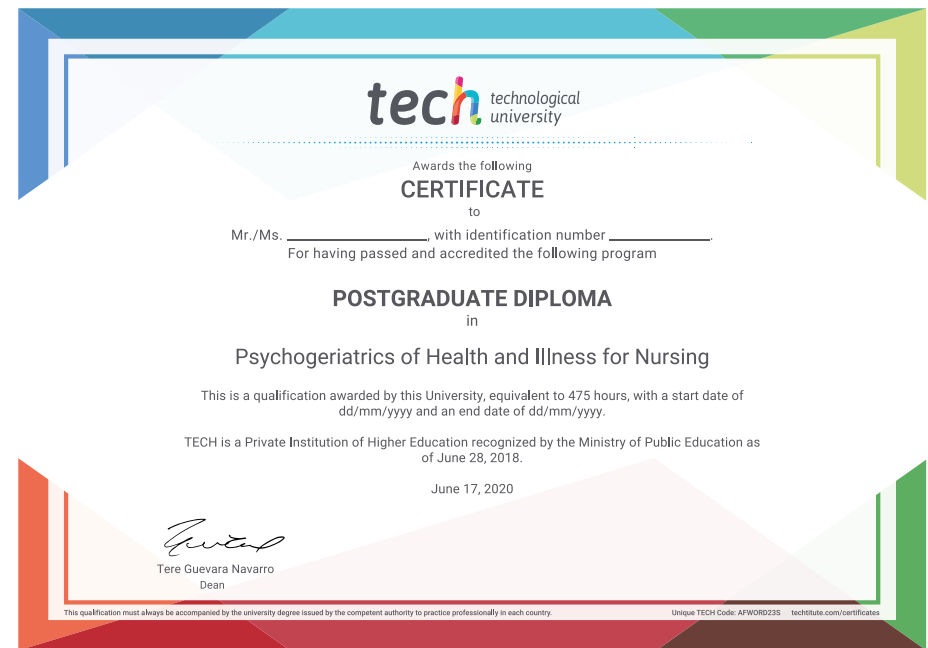 tech technological
university
Awards the following
CERTIFICATE
to
Mr./Ms. ____________________, with identification number ______________.
For having passed and accredited the following program
POSTGRADUATE DIPLOMA
in
Psychogeriatrics of Health and Illness for Nursing
This is a qualification awarded by this University, equivalent to 475 hours, with a start date of
dd/mm/yyyy and an end date of dd/mm/yyyy.
TECH is a Private Institution of Higher Education recognized by the Ministry of Public Education as
of June 28, 2018.
June 17, 2020
Tere Guevara Navarro
Dean
This qualification must always be accompanied by the university degree issued by the competent authority to practice professionally in each country.
Unique TECH Code: AFWORD23S techtitute.com/certificates